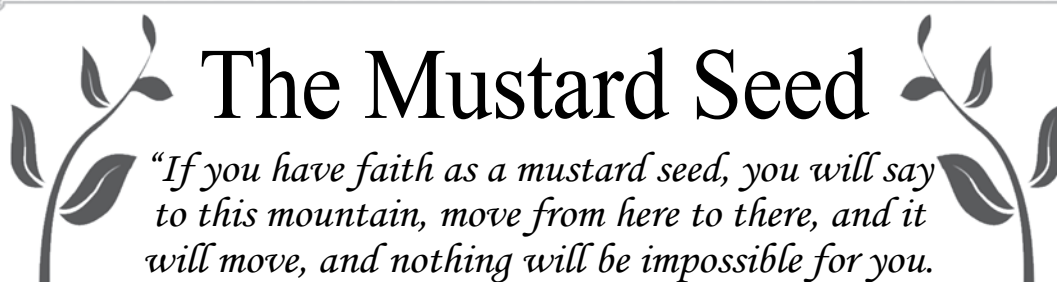 The Mustard Seed
“If you have faith as a mustard seed, you will say
to this mountain, move from here to there, and it
will move, and nothing will be impossible for you.